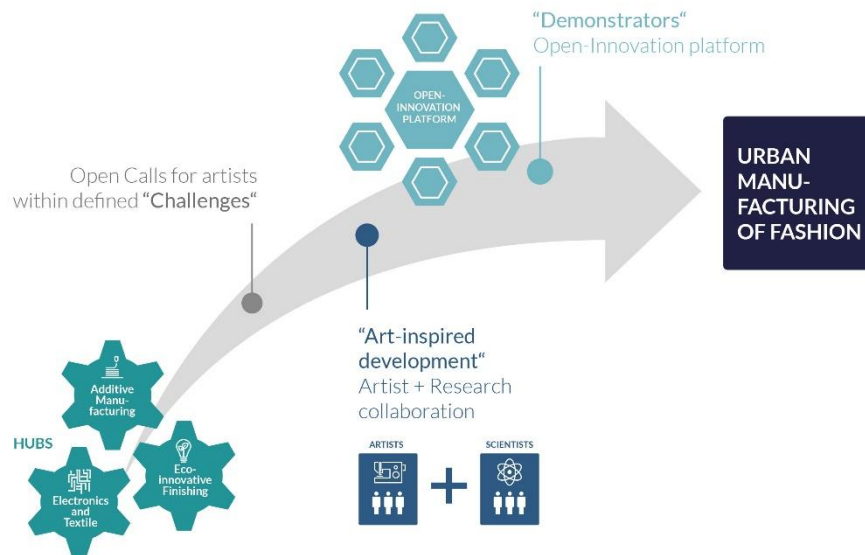 “Demonstrators“
Open-Innovation platform
OPEN-
INNOVATION
PLATFORM
URBAN
MANU-
FACTURING
OF FASHION
Open Calls for artists
within defined “Challenges“
“Art-inspired
development“
Artist + Research
collaboration
HUBS
Additive
Manu-
facturing
Eco-
Innovative
Finishing
Electronics
and
Textile
ARTISTS
+
SCIENTISTS